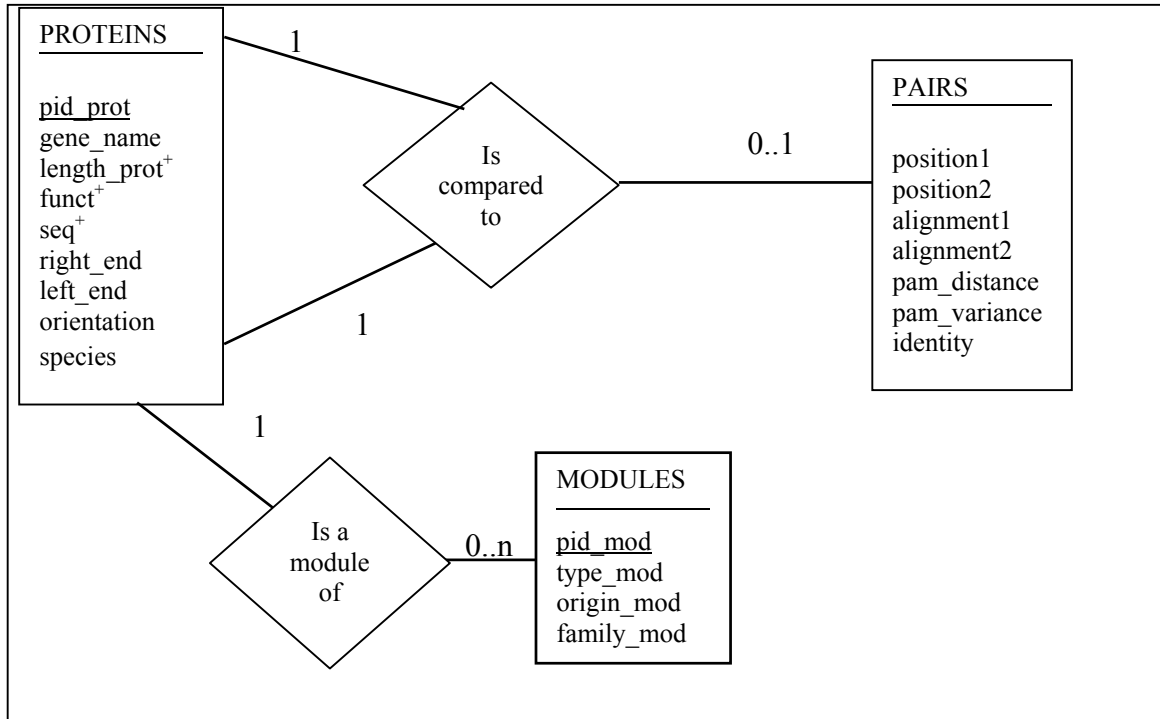 PROTEINS
pid_prot
gene_name
length_prot+
funct+
seq+
right_end
left_end
orientation
species
1
1
Is
compared
to
0..1
PAIRS
position1
position2
alignment1
alignment2
pam_distance
pam_variance
identity
1
Is a
module
of
0..n
MODULES
pid_mod
type_mod
origin_mod
family_mod